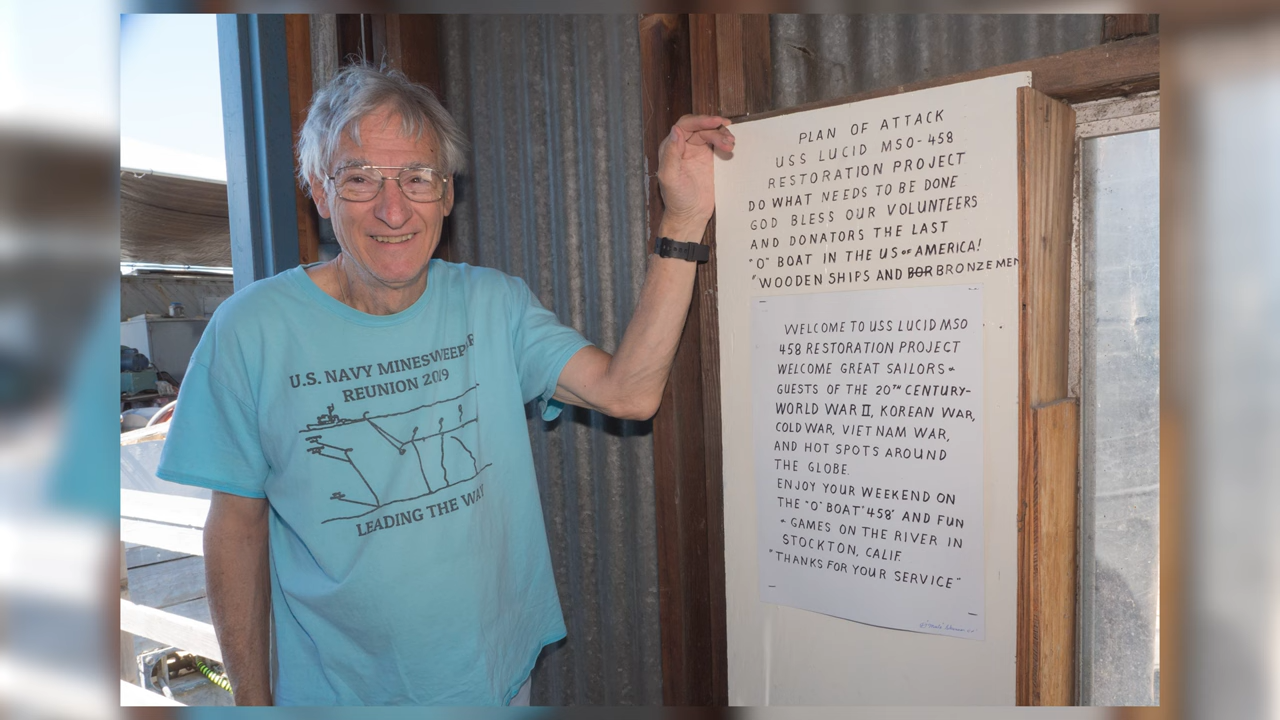 U.S. NAVY MINESWEEPER
REUNION 2019
LEADING THE WAY
PLAN OF ATTACK
USS LUCID MSO-458
RESTORATION PROJECT
DO WHAT NEEDS TO BE DONE
GOD BLESS OUR VOLUNTEERS
AND DONATORS THE LAST
"O" BOAT IN THE US OF AMERICA!
"WOODEN SHIPS AND BOR BRONZE MEN
WELCOME TO USS LUCID MSO
458 RESTORATION PROJECT
WELCOME GREAT SAILORS &
GUESTS OF THE 20TH CENTURY-
WORLD WAR II, KOREAN WAR,
COLD WAR, VIET NAM WAR,
AND HOT SPOTS AROUND
THE GLOBE.
ENJOY YOUR WEEKEND ON
THE "O" BOAT '458' AND FUN
& GAMES ON THE RIVER IN
STOCKTON, CALIF.
"THANKS FOR YOUR SERVICE"